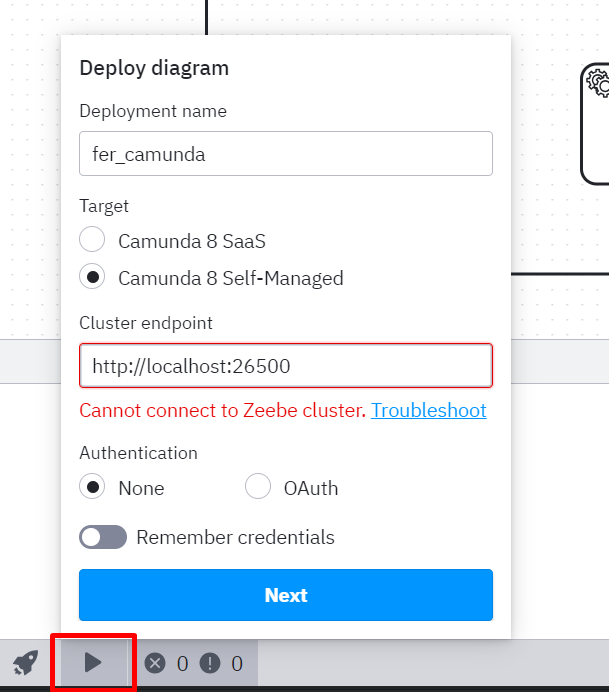 Deploy diagram
Deployment name
fer_camunda
Target
Camunda 8 SaaS
Camunda 8 Self-Managed
Cluster endpoint
http://localhost:26500
Cannot connect to Zeebe cluster. Troubleshoot
Authentication
None OAuth
Remember credentials
Next
0 0